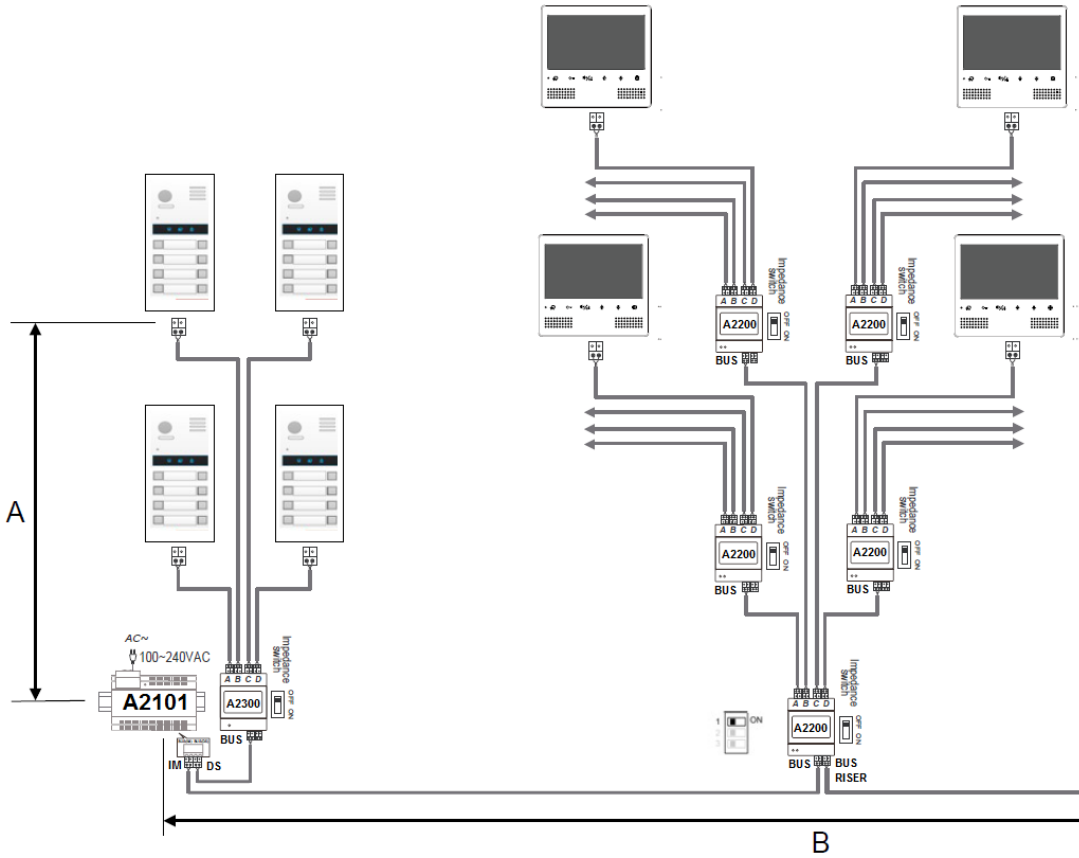 Impedance
switch
Impedance
switch
A B C D
A2200
OFF ON
BUS
A B C D
A2200
OFF ON
BUS
A
Impedance
switch
Impedance
switch
A B C D
A2200
OFF ON
BUS
A B C D
A2200
OFF ON
BUS
AC~
100~240VAC
A2101
Impedance
switch
A B C D
A2300
OFF ON
BUS
IM DS
Impedance
switch
A B C D
A2200
OFF ON
1 ON
2
3
BUS BUS
RISER
B